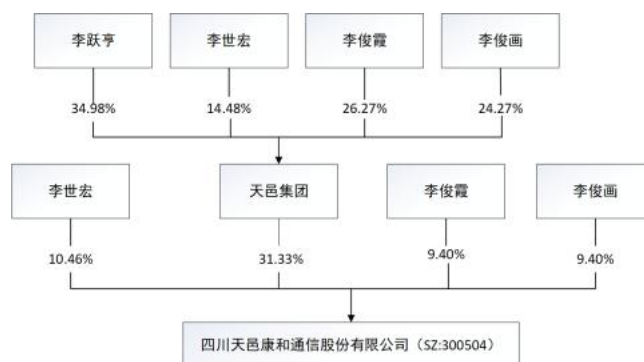 李跃亨 李世宏 李俊霞 李俊画
34.98% 14.48% 26.27% 24.27%
李世宏 天邑集团 李俊霞 李俊画
10.46% 31.33% 9.40% 9.40%
四川天邑康和通信股份有限公司（SZ:300504）